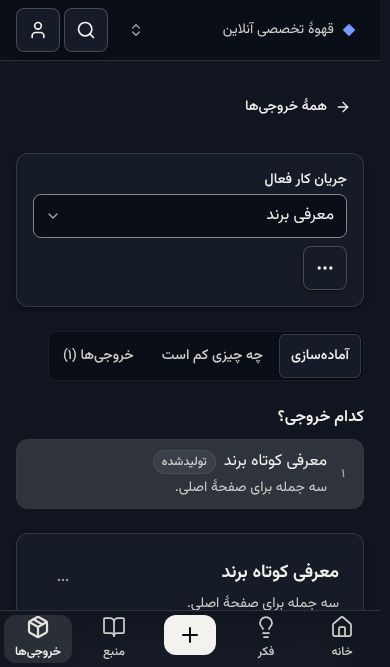 قهوهٔ تخصصی آنلاین
همهٔ خروجی‌ها
جریان کار فعال
معرفی برند
...
آماده‌سازی
چه چیزی کم است
خروجی‌ها (۱)
کدام خروجی؟
۱
معرفی کوتاه برند
تولیدشده
سه جمله برای صفحهٔ اصلی.
معرفی کوتاه برند
...
سه جمله برای صفحهٔ اصلی.
خانه
فکر
منبع
خروجی‌ها